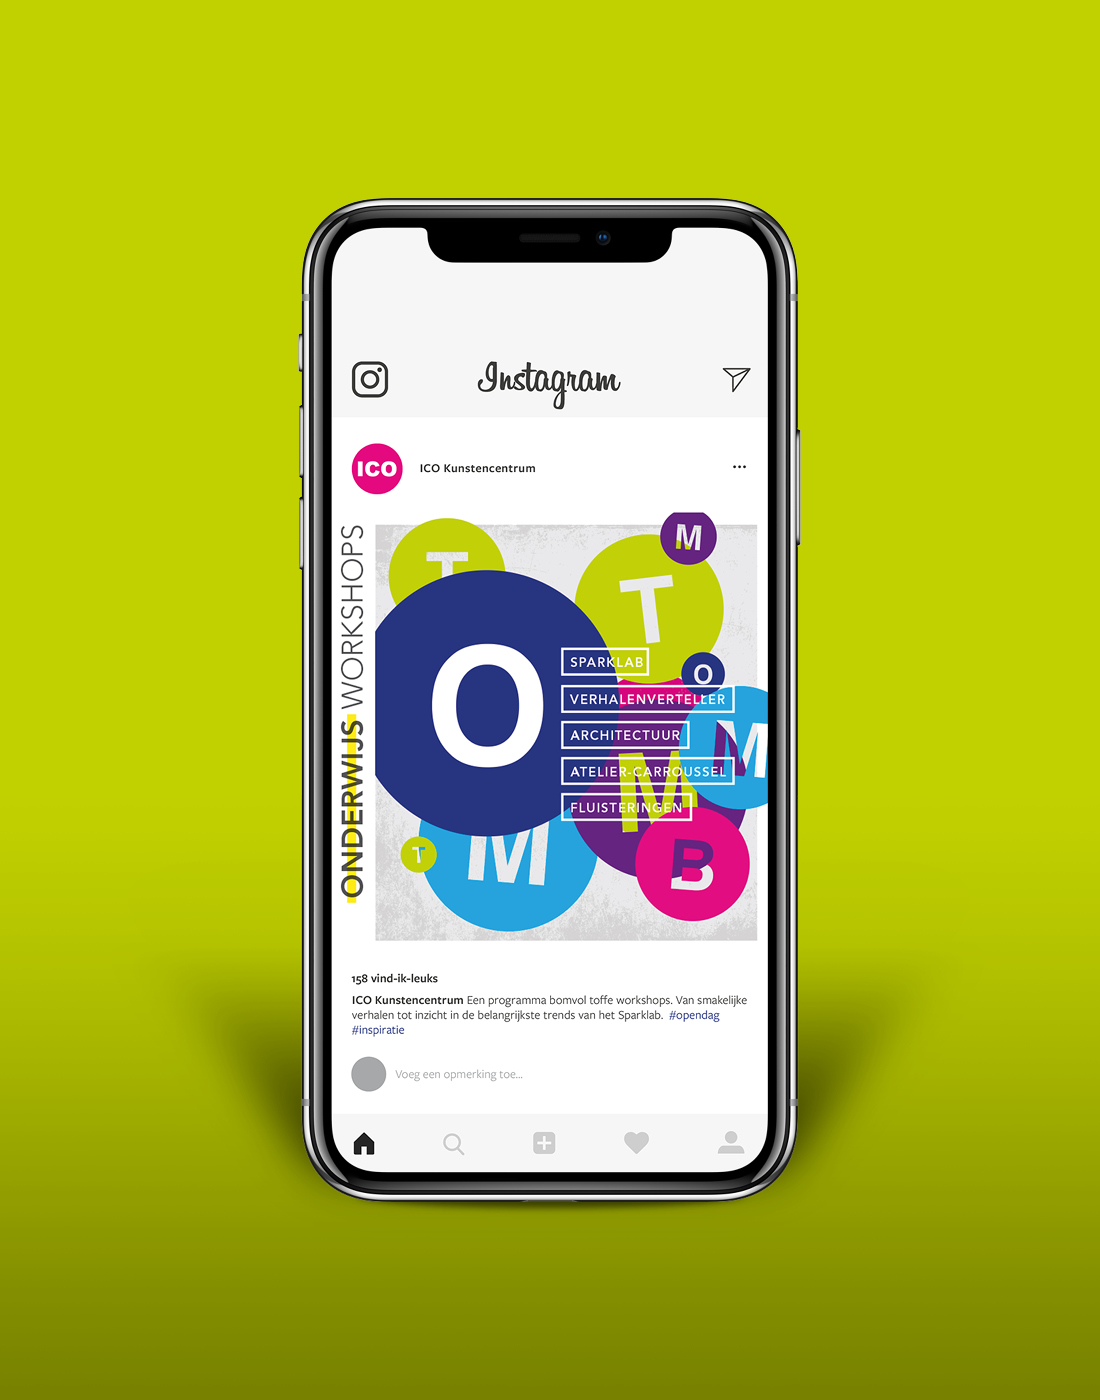 Instagram
ICO
ICO Kunstencentrum
ONDERWIJS WORKSHOPS
T
M
T
O
O
M
M
T
M
B
SPARKLAB
VERHALENVERTELLER
ARCHITECTUUR
ATELIER-CARROUSSEL
FLUISTERINGEN
158 vind-ik-leuks
ICO Kunstencentrum Een programma bomvol toffe workshops. Van smakelijke
verhalen tot inzicht in de belangrijkste trends van het Sparklab. #opendag
#inspiratie
Voeg een opmerking toe...